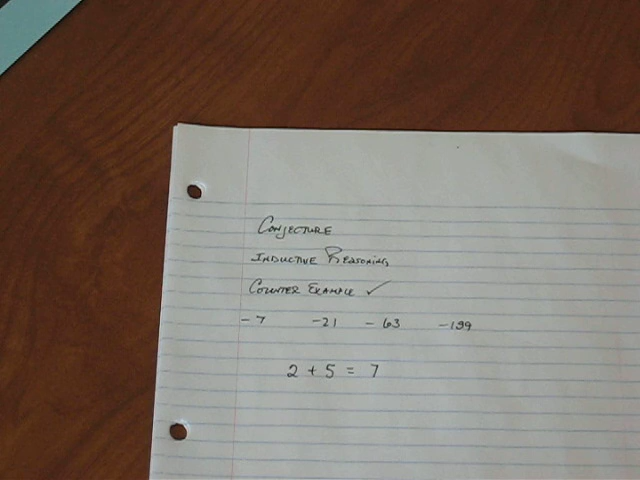 Conjecture
Inductive Reasoning
Counter Example ✓
-7 -21 -63 -189
2 + 5 = 7